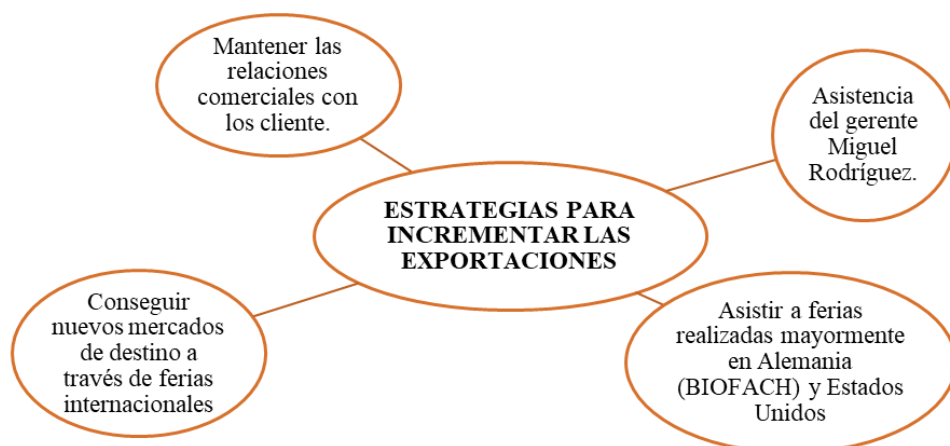 Mantener las
relaciones
comerciales con
los cliente.
Asistencia
del gerente
Miguel
Rodríguez.
ESTRATEGIAS PARA
INCREMENTAR LAS
EXPORTACIONES
Conseguir
nuevos mercados
de destino a
través de ferias
internacionales
Asistir a ferias
realizadas mayormente
en Alemania
(BIOFACH) y Estados
Unidos